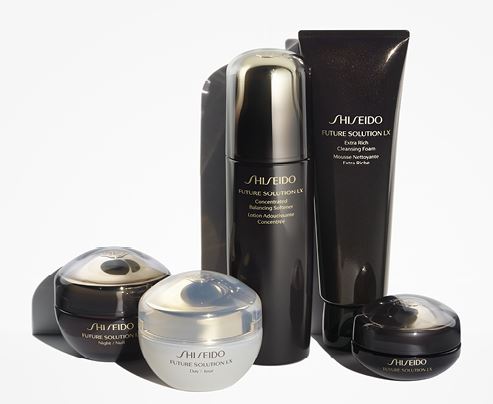 SHISEIDO
FUTURE SOLUTION LX
Extra Rich
Cleansing Foam
Mousse Nettoyante
Extra Riche
SHISEIDO
FUTURE SOLUTION LX
Concentrated
Balancing Softener
Lotion Adoucissante
Concentrée
SHISEIDO
FUTURE SOLUTION LX
Night / Nuit
SHISEIDO
FUTURE SOLUTION LX
Day / Jour
SHISEIDO
FUTURE SOLUTION LX